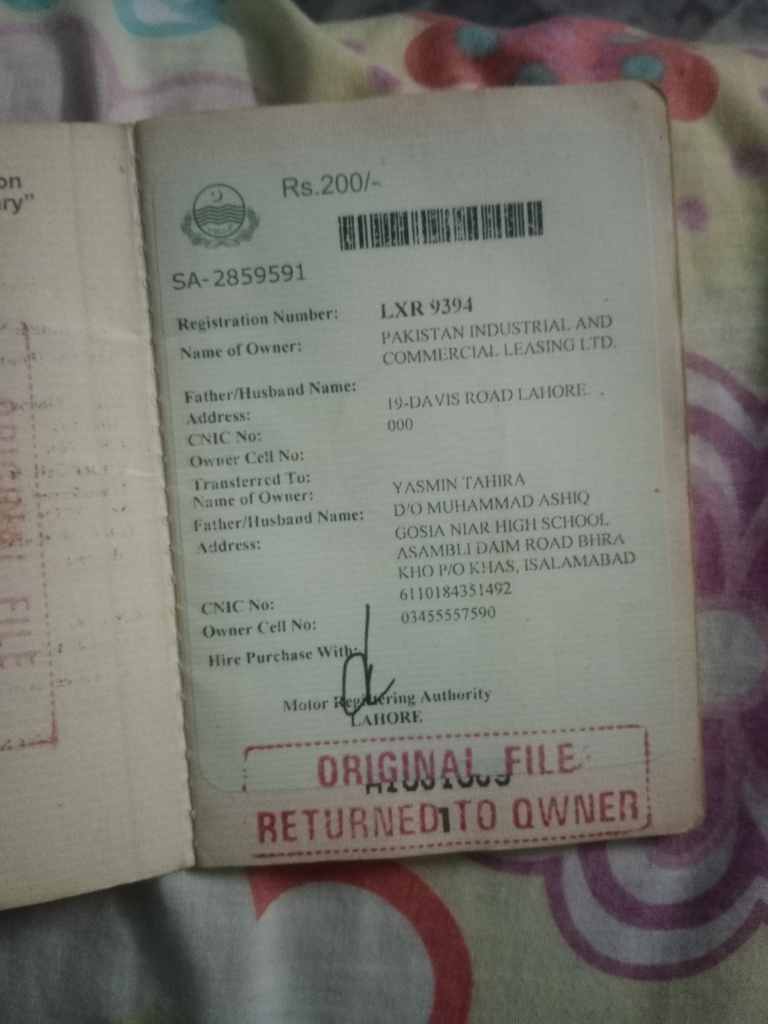 on
ry"
Rs.200/-
SA-2859591
Registration Number: LXR 9394
Name of Owner: PAKISTAN INDUSTRIAL AND
COMMERCIAL LEASING LTD.
Father/Husband Name:
Address: 19-DAVIS ROAD LAHORE.
CNIC No: 000
Owner Cell No:
Transferred To:
Name of Owner: YASMIN TAHIRA
Father/Husband Name: D/O MUHAMMAD ASHIQ
Address: GOSIA NIAR HIGH SCHOOL
ASAMBLI DAIM ROAD BHRA
KHO P/O KHAS, ISALAMABAD
CNIC No: 6110184351492
Owner Cell No: 03455557590
Hire Purchase With:
Motor Registering Authority
LAHORE
ORIGINAL FILE
RETURNED TO OWNER
1